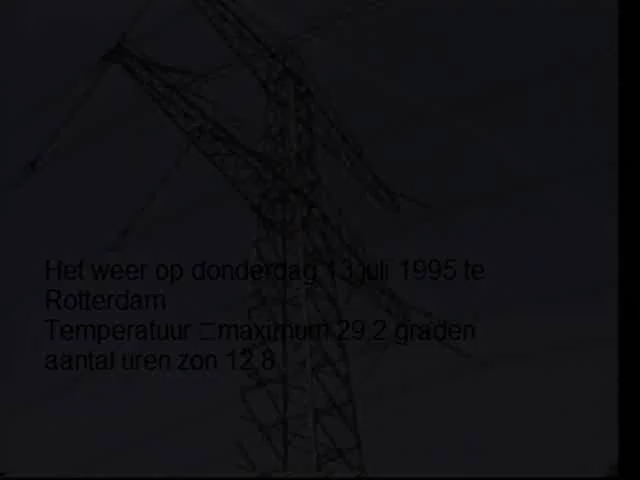 Het weer op donderdag 13 juli 1995 te
Rotterdam
Temperatuur □maximum 29,2 graden
aantal uren zon 12,8